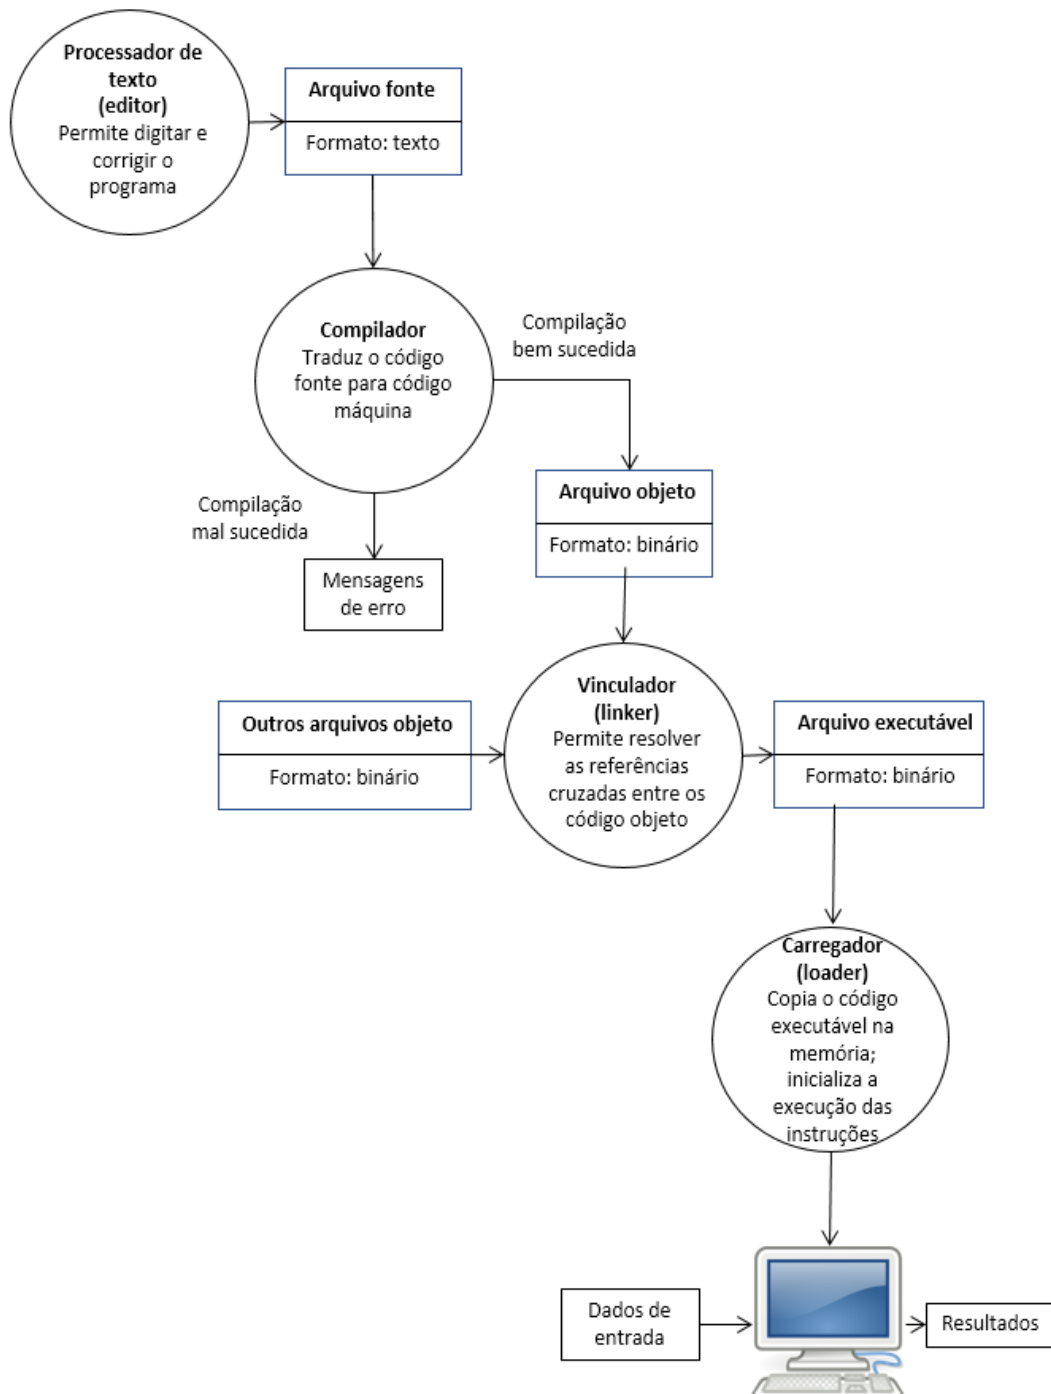 Processador de
texto
(editor)
Permite digitar e
corrigir o
programa
Arquivo fonte
Formato: texto
Compilador
Traduz o código
fonte para código
máquina
Compilação
bem sucedida
Compilação
mal sucedida
Mensagens
de erro
Arquivo objeto
Formato: binário
Outros arquivos objeto
Formato: binário
Vinculador
(linker)
Permite resolver
as referências
cruzadas entre os
código objeto
Arquivo executável
Formato: binário
Carregador
(loader)
Copia o código
executável na
memória;
inicializa a
execução das
instruções
Dados de
entrada
Resultados